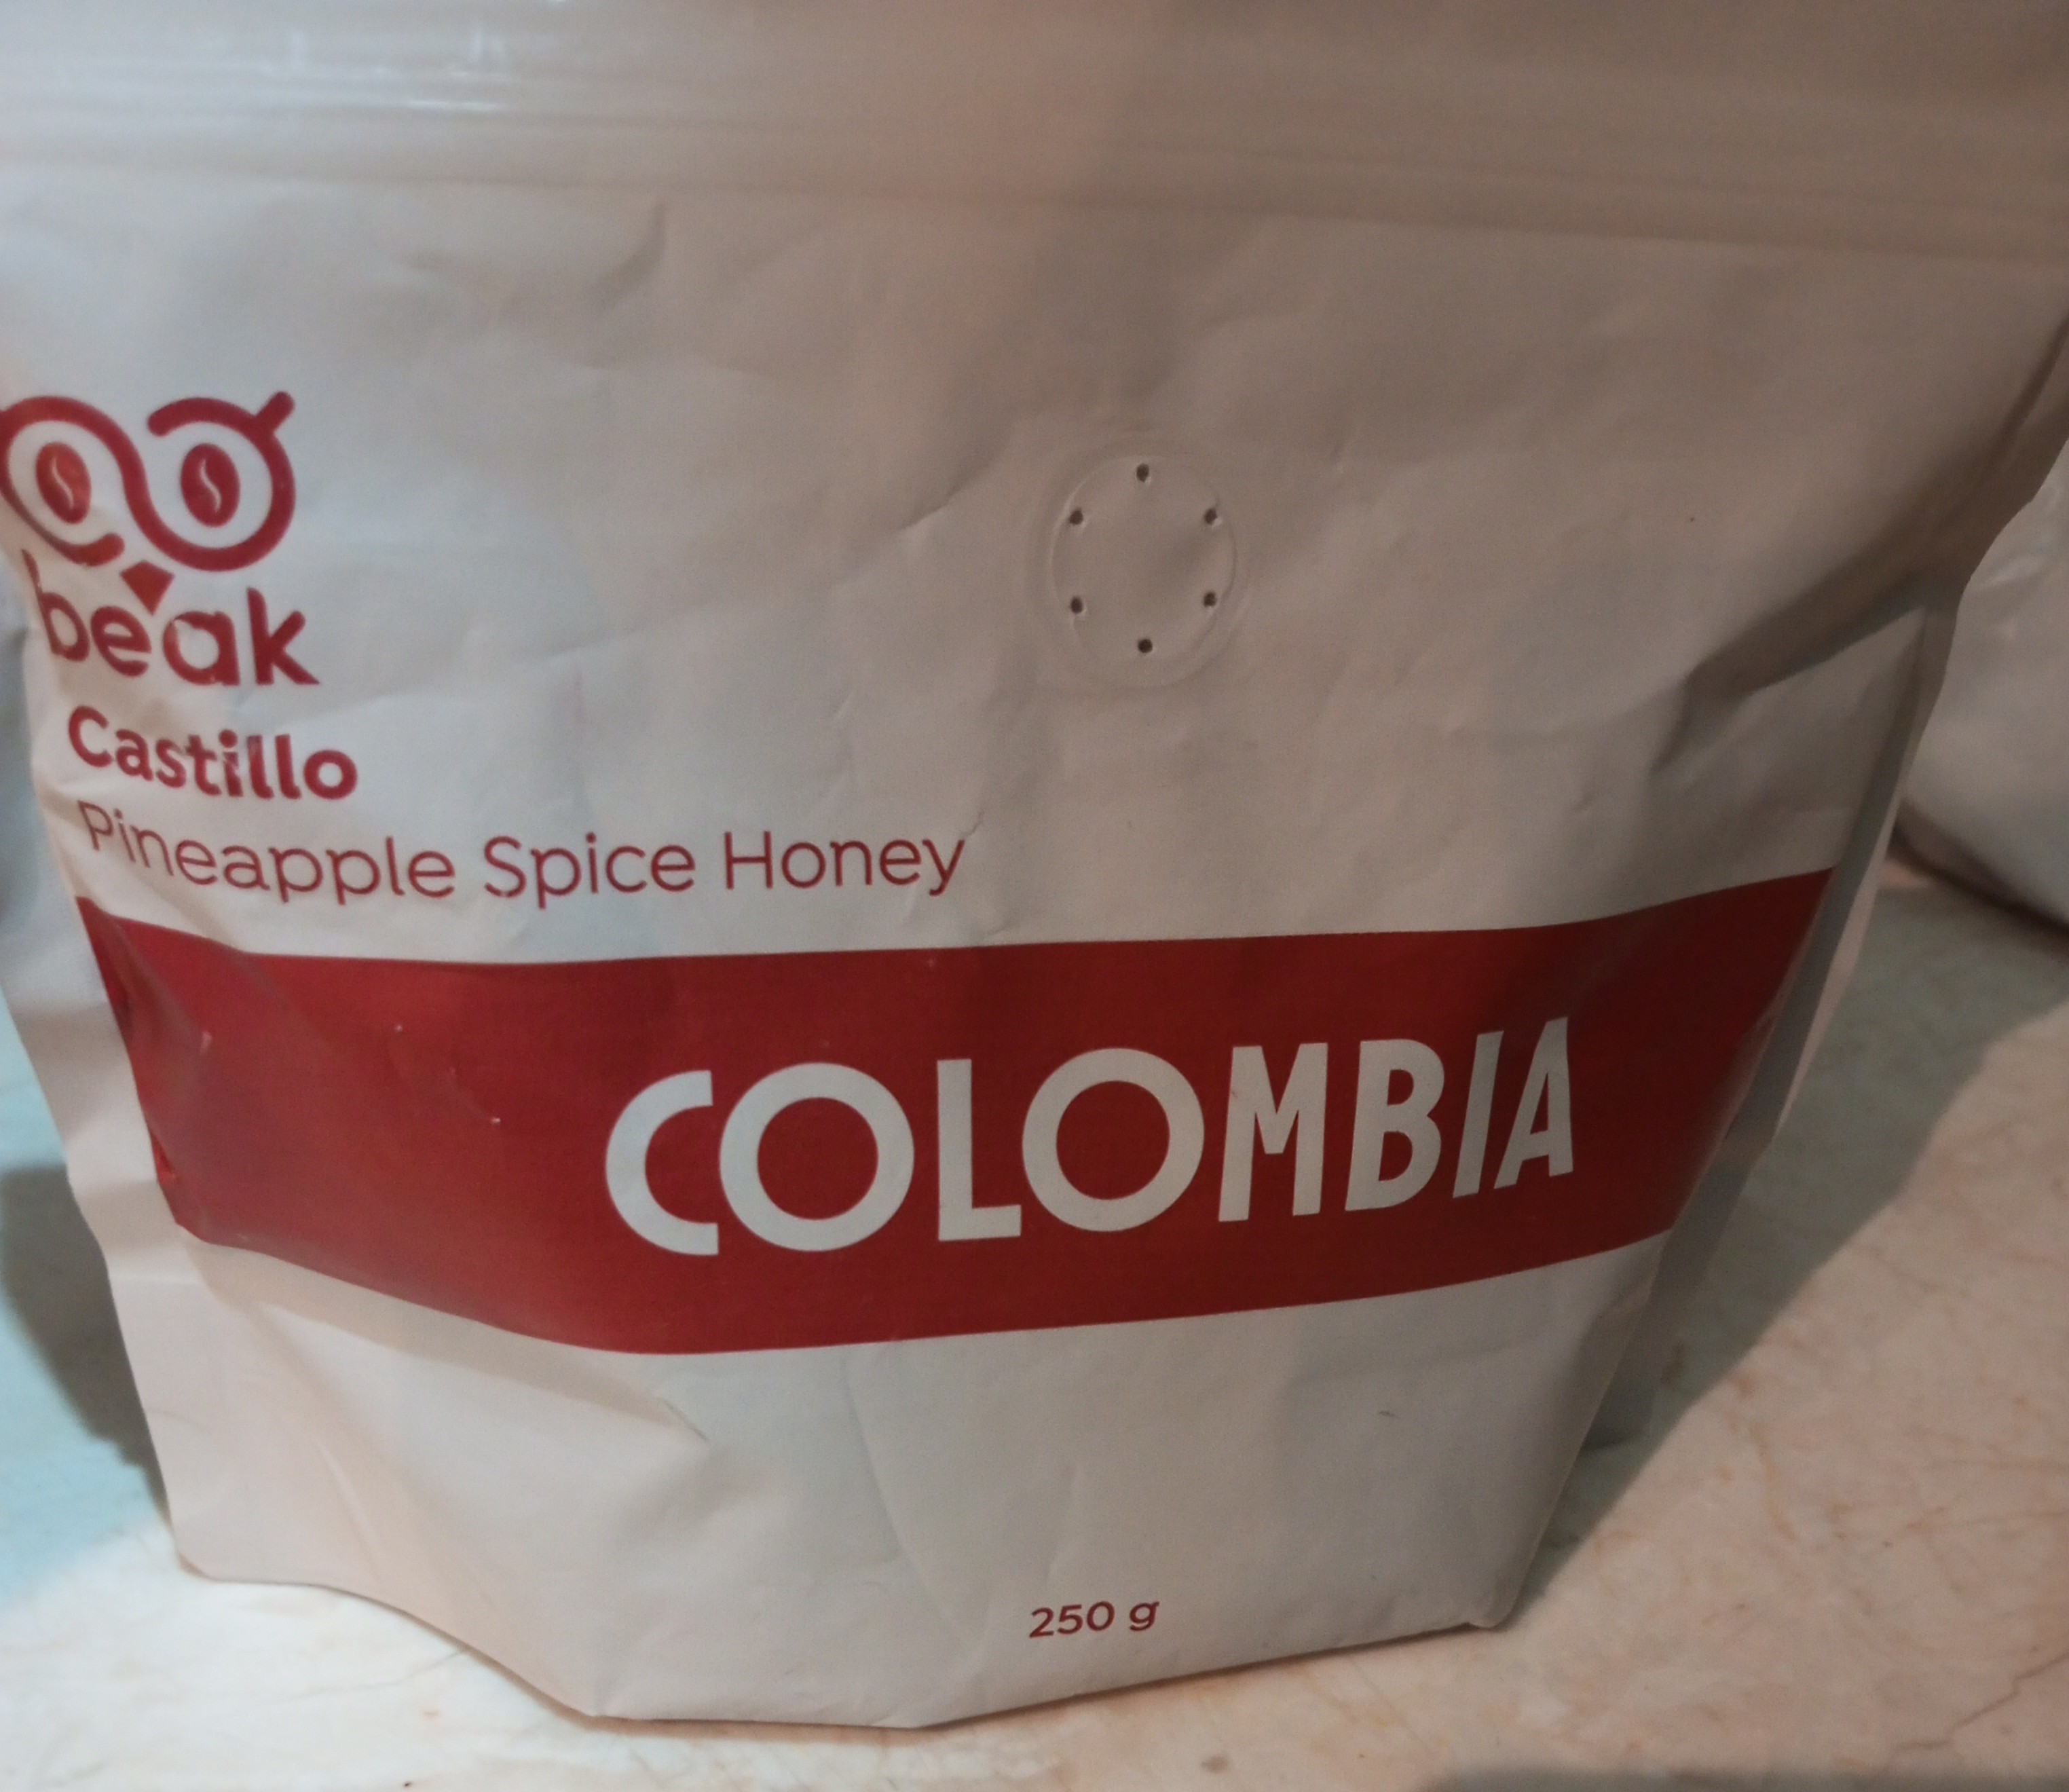 beak
Castillo
Pineapple Spice Honey
COLOMBIA
250 g